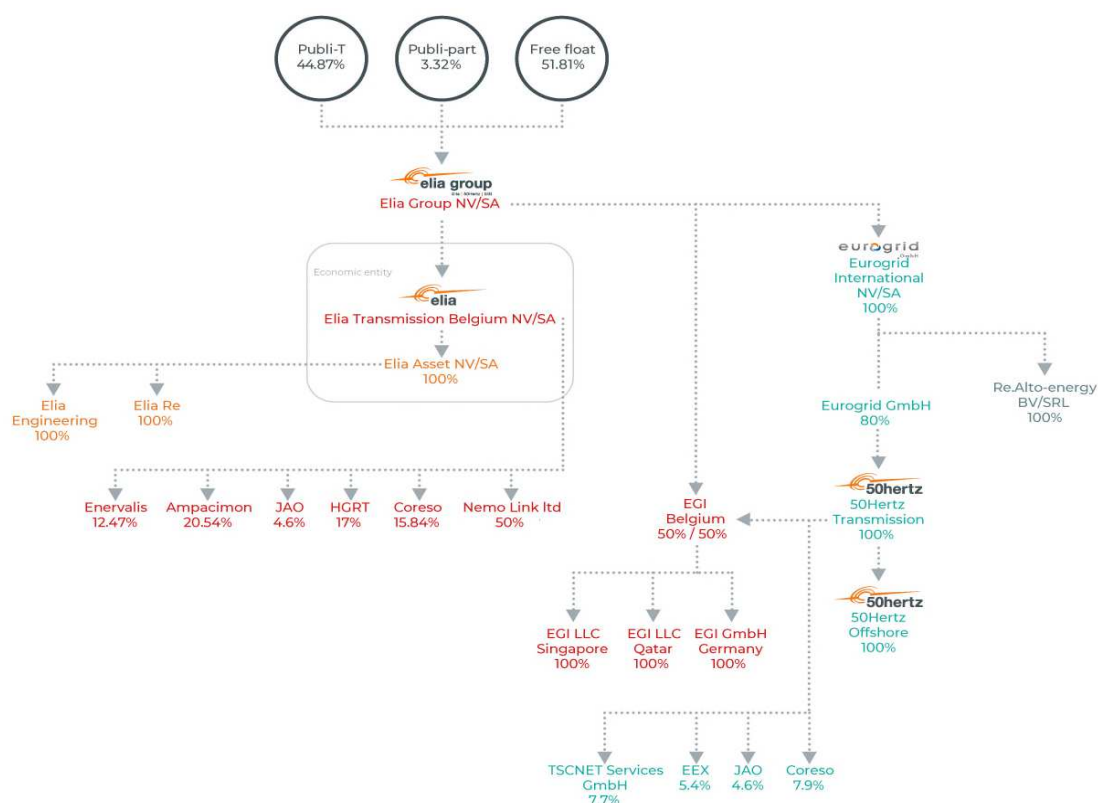 Publi-T
44.87%
Publi-part
3.32%
Free float
51.81%
elia group
Elia Group NV/SA
eurogrid
GmbH
Eurogrid
International
NV/SA
100%
Economic entity
elia
Elia Transmission Belgium NV/SA
Elia Asset NV/SA
100%
Elia
Engineering
100%
Elia Re
100%
Eurogrid GmbH
80%
Re.Alto-energy
BV/SRL
100%
Enervalis
12.47%
Ampacimon
20.54%
JAO
4.6%
HGRT
17%
Coreso
15.84%
Nemo Link ltd
50%
EGI
Belgium
50% / 50%
50hertz
50Hertz
Transmission
100%
50hertz
50Hertz
Offshore
100%
EGI LLC
Singapore
100%
EGI LLC
Qatar
100%
EGI GmbH
Germany
100%
TSCNET Services
GmbH
7.7%
EEX
5.4%
JAO
4.6%
Coreso
7.9%